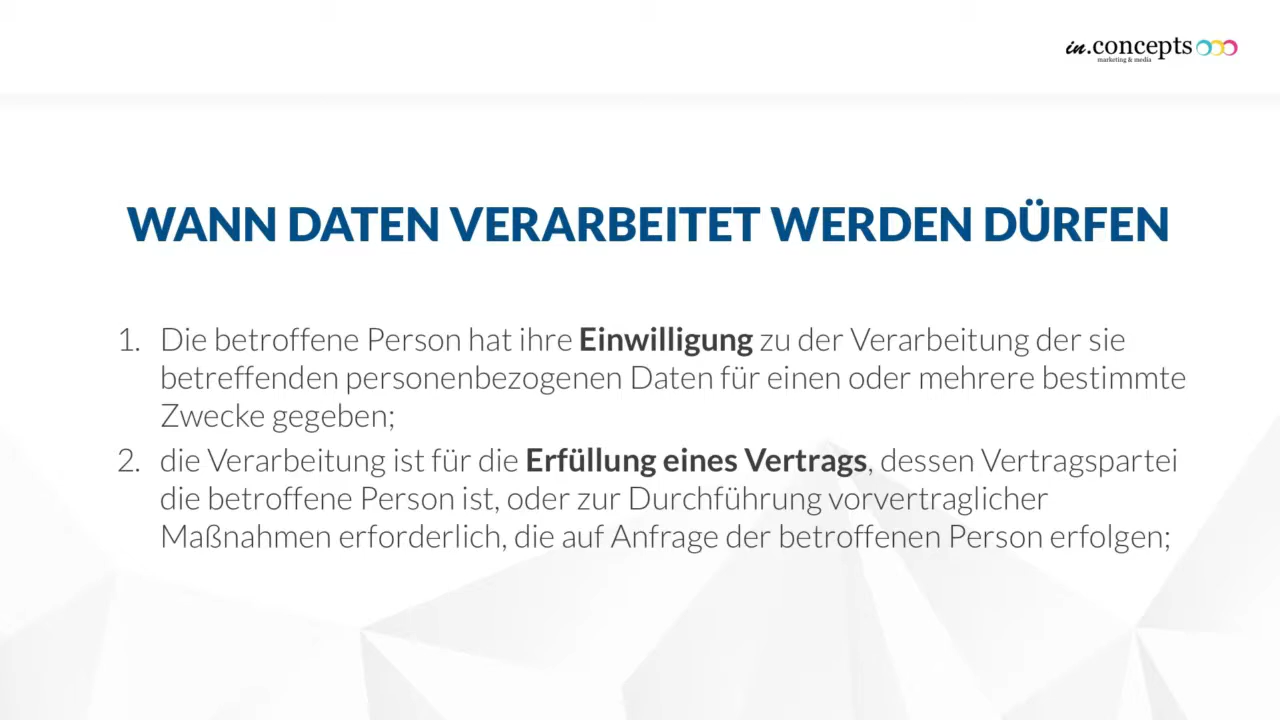 in.concepts
marketing & media
WANN DATEN VERARBEITET WERDEN DÜRFEN
1. Die betroffene Person hat ihre Einwilligung zu der Verarbeitung der sie
betreffenden personenbezogenen Daten für einen oder mehrere bestimmte
Zwecke gegeben;
2. die Verarbeitung ist für die Erfüllung eines Vertrags, dessen Vertragspartei
die betroffene Person ist, oder zur Durchführung vorvertraglicher
Maßnahmen erforderlich, die auf Anfrage der betroffenen Person erfolgen;